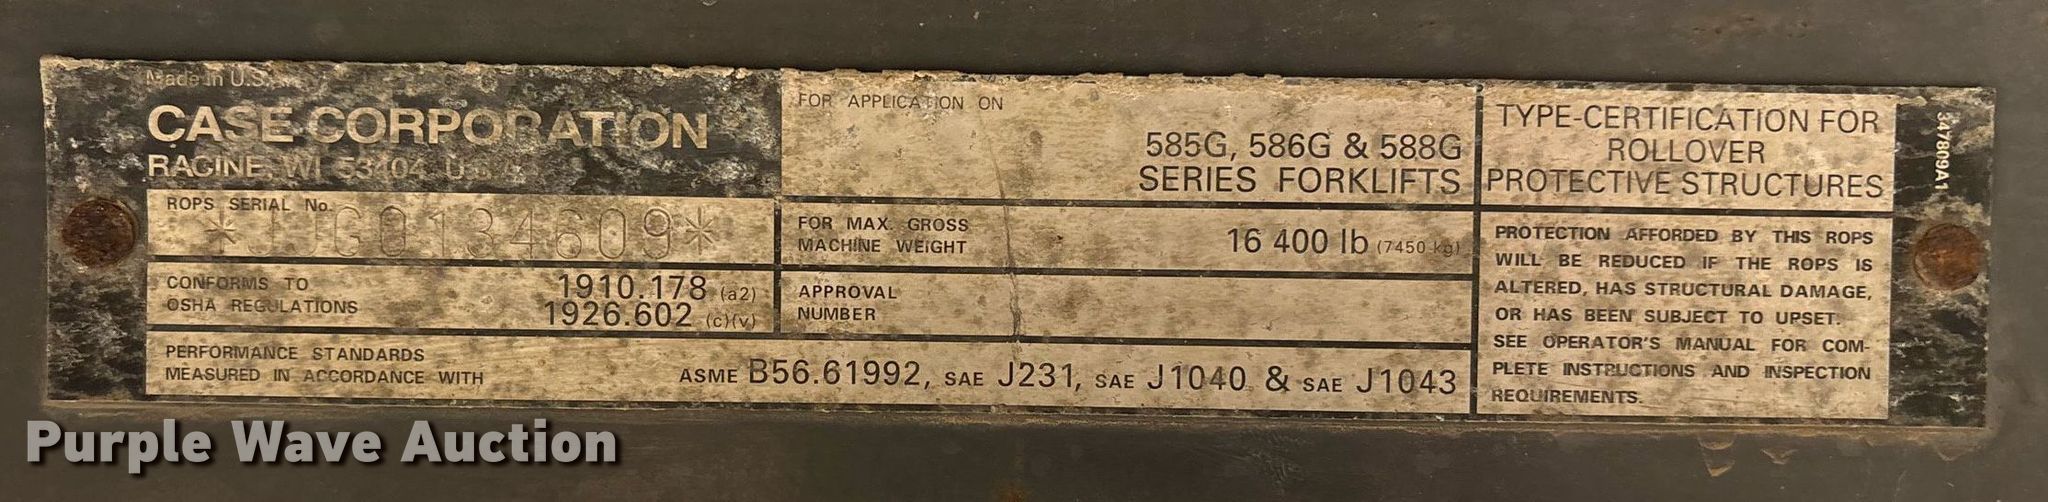 Made in U.S.A.
CASE CORPORATION
RACINE, WI 53404 U.S.A.
ROPS SERIAL No.
*JJG0134609*
CONFORMS TO
OSHA REGULATIONS
1910.178 (a2)
1926.602 (c)(v)
PERFORMANCE STANDARDS
MEASURED IN ACCORDANCE WITH
ASME B56.61992, SAE J231, SAE J1040 & SAE J1043
FOR APPLICATION ON
585G, 586G & 588G
SERIES FORKLIFTS
FOR MAX. GROSS
MACHINE WEIGHT
16 400 lb (7450 kg)
APPROVAL
NUMBER
TYPE-CERTIFICATION FOR
ROLLOVER
PROTECTIVE STRUCTURES
PROTECTION AFFORDED BY THIS ROPS
WILL BE REDUCED IF THE ROPS IS
ALTERED, HAS STRUCTURAL DAMAGE,
OR HAS BEEN SUBJECT TO UPSET.
SEE OPERATOR'S MANUAL FOR COM-
PLETE INSTRUCTIONS AND INSPECTION
REQUIREMENTS.
347809A1
Purple Wave Auction